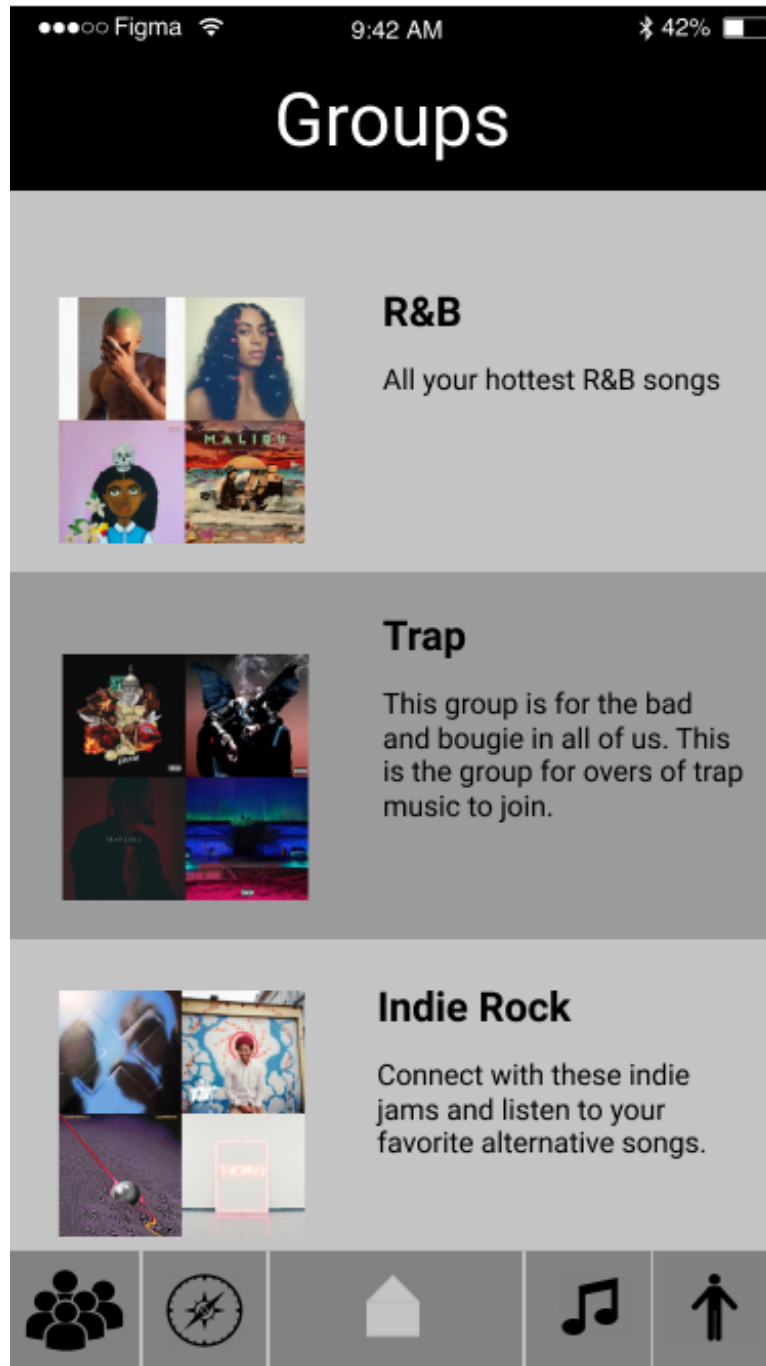 Figma 9:42 AM 42%
Groups
R&B
All your hottest R&B songs
MALIBU
Trap
This group is for the bad
and bougie in all of us. This
is the group for overs of trap
music to join.
Indie Rock
Connect with these indie
jams and listen to your
favorite alternative songs.